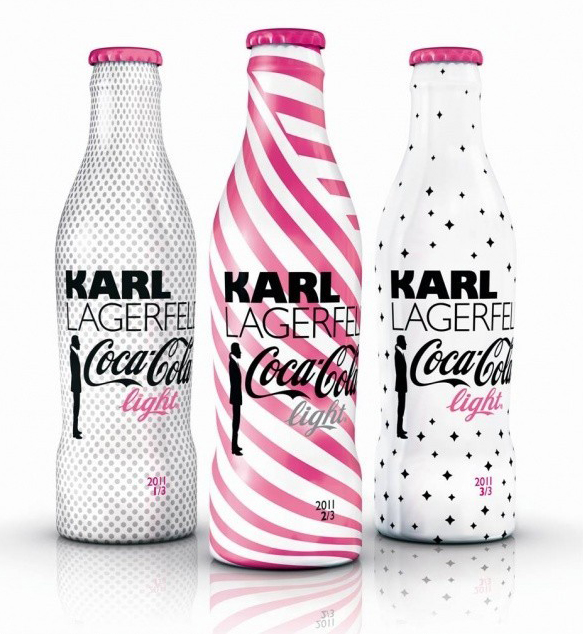 KARL
LAGERFEL
Coca-Cola
light
2011
1/3
KARL
LAGERFEL
Coca-Cola
light
2011
2/3
KARL
LAGERFEL
Coca-Cola
light
2011
3/3